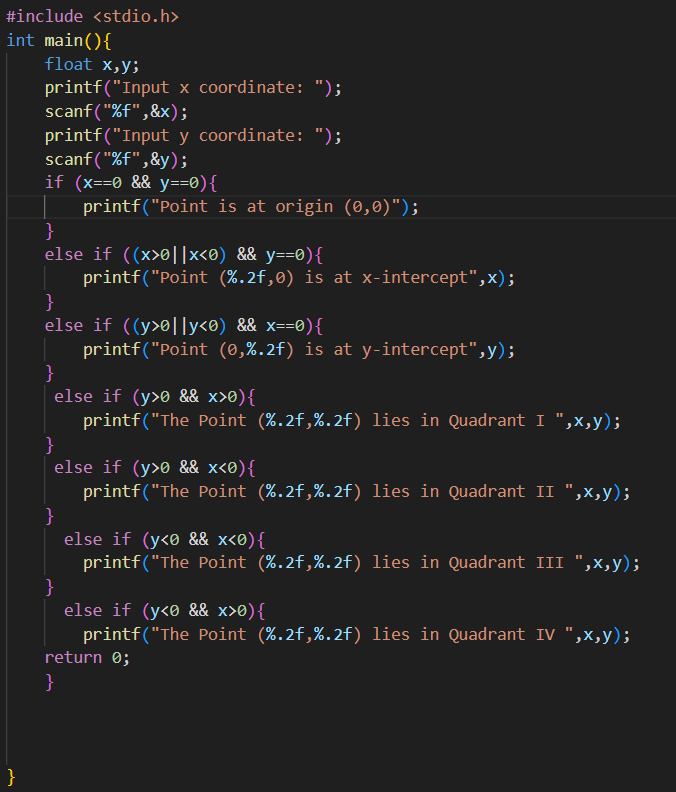 #include <stdio.h>
int main(){
    float x,y;
    printf("Input x coordinate: ");
    scanf("%f",&x);
    printf("Input y coordinate: ");
    scanf("%f",&y);
    if (x==0 && y==0){
        printf("Point is at origin (0,0)");
    }
    else if ((x>0||x<0) && y==0){
        printf("Point (%.2f,0) is at x-intercept",x);
    }
    else if ((y>0||y<0) && x==0){
        printf("Point (0,%.2f) is at y-intercept",y);
    }
     else if (y>0 && x>0){
        printf("The Point (%.2f,%.2f) lies in Quadrant I ",x,y);
    }
     else if (y>0 && x<0){
        printf("The Point (%.2f,%.2f) lies in Quadrant II ",x,y);
    }
      else if (y<0 && x<0){
        printf("The Point (%.2f,%.2f) lies in Quadrant III ",x,y);
    }
      else if (y<0 && x>0){
        printf("The Point (%.2f,%.2f) lies in Quadrant IV ",x,y);
    return 0;
    }
}